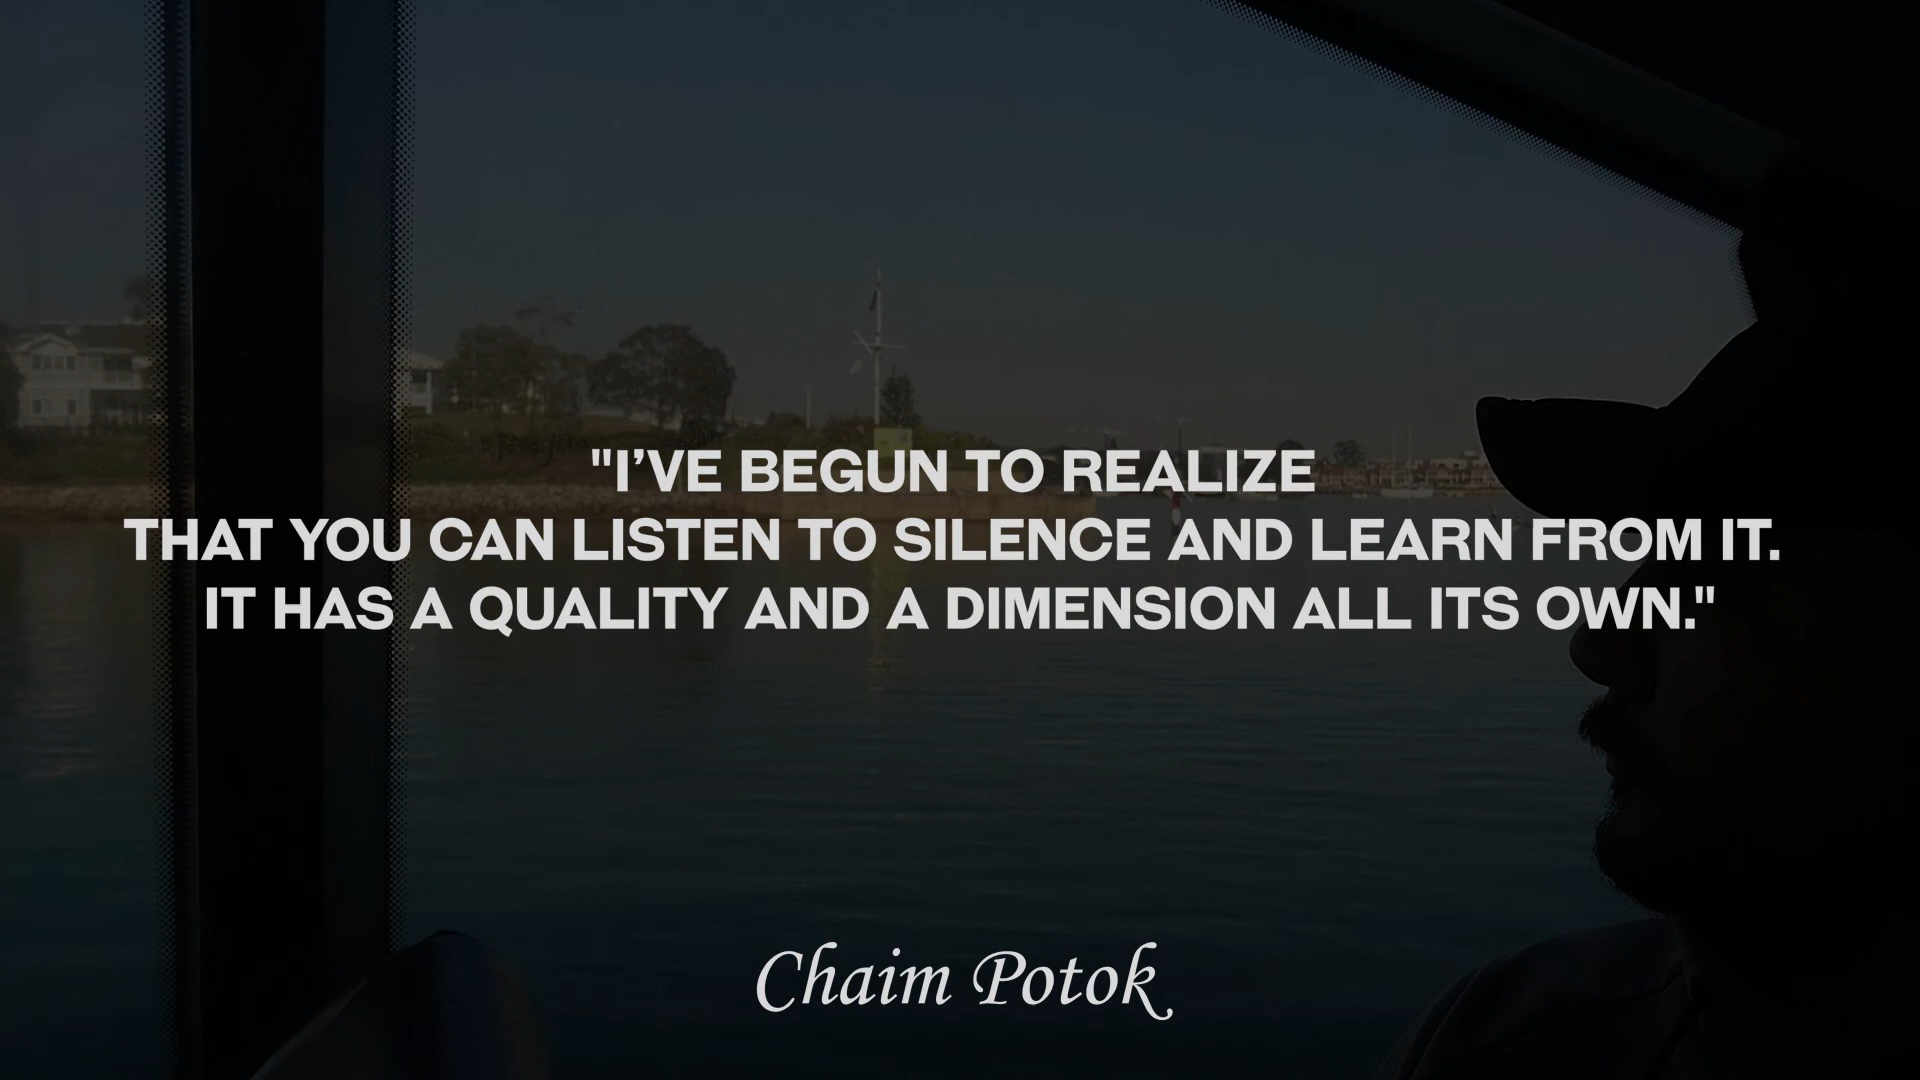 "I’VE BEGUN TO REALIZE
THAT YOU CAN LISTEN TO SILENCE AND LEARN FROM IT.
IT HAS A QUALITY AND A DIMENSION ALL ITS OWN."
Chaim Potok